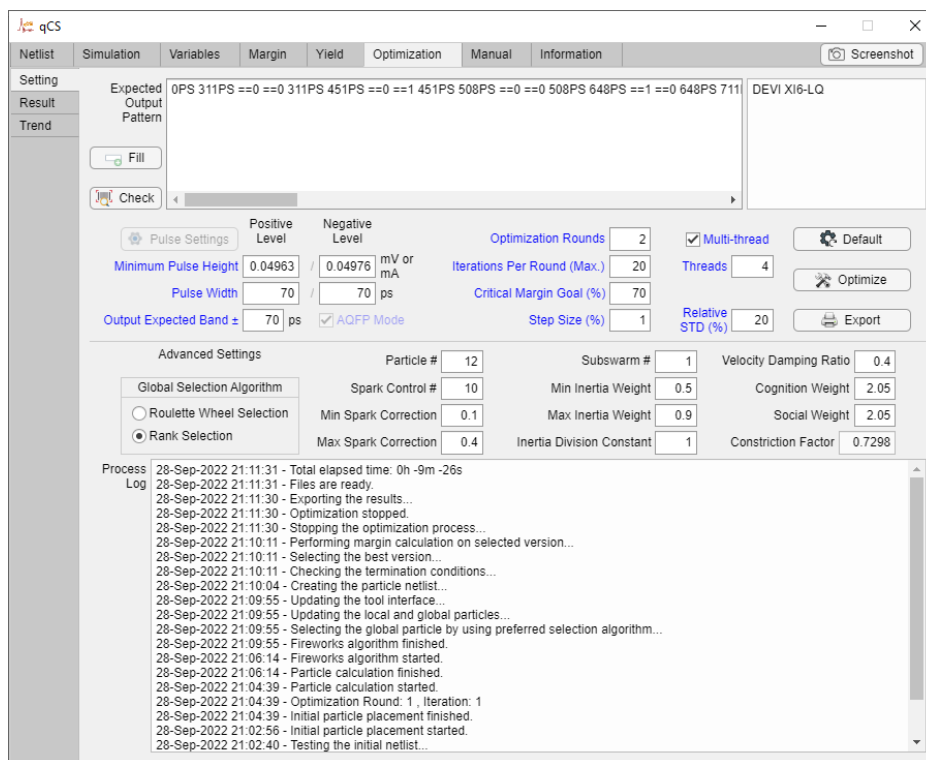 qCS
Netlist Simulation Variables Margin Yield Optimization Manual Information Screenshot
Setting
Result
Trend
Expected Output Pattern
0PS 311PS ==0 ==0 311PS 451PS ==0 ==1 451PS 508PS ==0 ==0 508PS 648PS ==1 ==0 648PS 711
DEVI XI6-LQ
Fill
Check
Positive Level Negative Level
Pulse Settings
Minimum Pulse Height 0.04963 / 0.04976 mV or mA
Pulse Width 70 / 70 ps
Output Expected Band ± 70 ps AQFP Mode
Optimization Rounds 2 Multi-thread Default
Iterations Per Round (Max.) 20 Threads 4 Optimize
Critical Margin Goal (%) 70
Step Size (%) 1 Relative STD (%) 20 Export
Advanced Settings
Global Selection Algorithm
Roulette Wheel Selection
Rank Selection
Particle # 12 Subswarm # 1 Velocity Damping Ratio 0.4
Spark Control # 10 Min Inertia Weight 0.5 Cognition Weight 2.05
Min Spark Correction 0.1 Max Inertia Weight 0.9 Social Weight 2.05
Max Spark Correction 0.4 Inertia Division Constant 1 Constriction Factor 0.7298
Process Log
28-Sep-2022 21:11:31 - Total elapsed time: 0h -9m -26s
28-Sep-2022 21:11:31 - Files are ready.
28-Sep-2022 21:11:30 - Exporting the results...
28-Sep-2022 21:11:30 - Optimization stopped.
28-Sep-2022 21:11:30 - Stopping the optimization process...
28-Sep-2022 21:10:11 - Performing margin calculation on selected version...
28-Sep-2022 21:10:11 - Selecting the best version...
28-Sep-2022 21:10:11 - Checking the termination conditions...
28-Sep-2022 21:10:04 - Creating the particle netlist...
28-Sep-2022 21:09:55 - Updating the tool interface...
28-Sep-2022 21:09:55 - Updating the local and global particles...
28-Sep-2022 21:09:55 - Selecting the global particle by using preferred selection algorithm...
28-Sep-2022 21:09:55 - Fireworks algorithm finished.
28-Sep-2022 21:06:14 - Fireworks algorithm started.
28-Sep-2022 21:06:14 - Particle calculation finished.
28-Sep-2022 21:04:39 - Particle calculation started.
28-Sep-2022 21:04:39 - Optimization Round: 1 , Iteration: 1
28-Sep-2022 21:04:39 - Initial particle placement finished.
28-Sep-2022 21:02:56 - Initial particle placement started.
28-Sep-2022 21:02:40 - Testing the initial netlist...